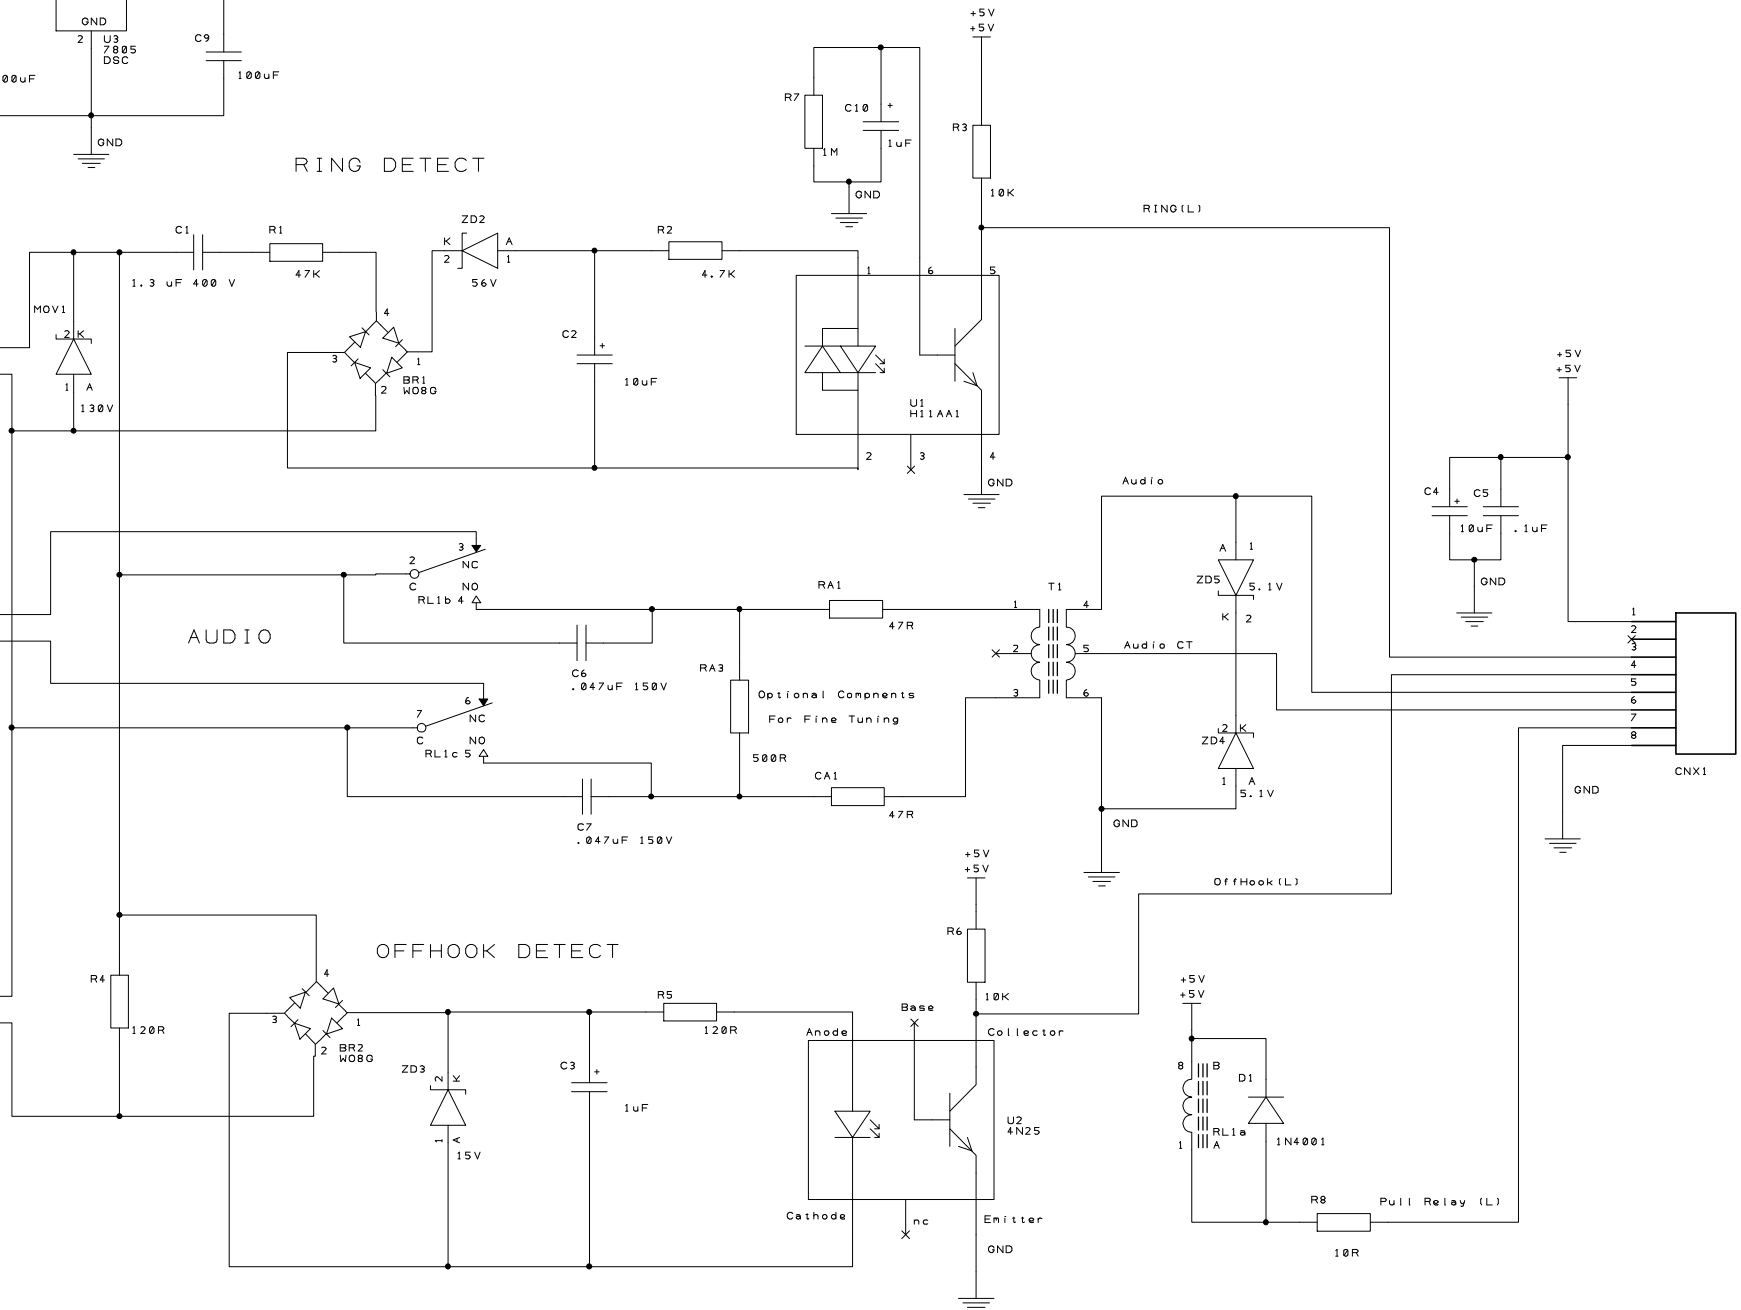 GND
2
U3
7805
DSC
C9
100uF
00uF
GND
RING DETECT
+5V
+5V
R7
1M
C10
+
1uF
GND
R3
10K
RING(L)
C1
1.3 uF 400 V
R1
47K
ZD2
K
2
A
1
56V
R2
4.7K
MOV1
2 K
1 A
130V
4
3
1
2
BR1
W08G
C2
+
10uF
1
6
5
U1
H11AA1
2
3
4
GND
+5V
+5V
C4
+
10uF
C5
.1uF
GND
Audio
A 1
ZD5
5.1V
K 2
3
NC
2
C
NO
RL1b 4
AUDIO
RA1
47R
T1
1
2
3
4
5
6
Audio CT
C6
.047uF 150V
RA3
Optional Compnents
For Fine Tuning
500R
6
NC
7
C
NO
RL1c 5
C7
.047uF 150V
CA1
47R
2 K
ZD4
1 A
5.1V
GND
1
2
3
4
5
6
7
8
CNX1
GND
+5V
+5V
OffHook(L)
OFFHOOK DETECT
R4
120R
4
3
1
2
BR2
W08G
ZD3
2 K
1 A
15V
C3
+
1uF
R5
120R
R6
10K
Base
Anode
Collector
U2
4N25
Cathode
nc
Emitter
GND
+5V
+5V
8 B
D1
RL1a
1 A
1N4001
R8
10R
Pull Relay (L)